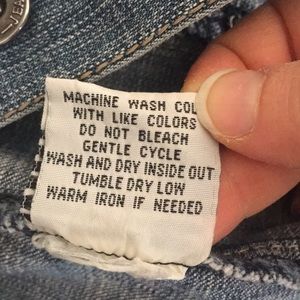 MACHINE WASH COL
WITH LIKE COLORS
DO NOT BLEACH
GENTLE CYCLE
WASH AND DRY INSIDE OUT
TUMBLE DRY LOW
WARM IRON IF NEEDED